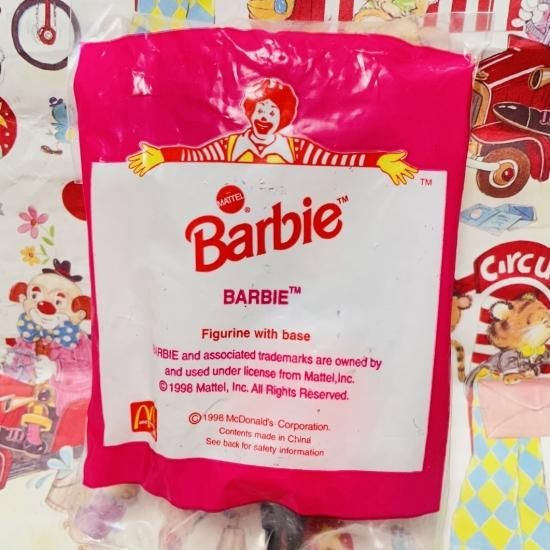 TM
MATTEL
®
Barbie™
BARBIE™
Figurine with base
ARBIE and associated trademarks are owned by
and used under license from Mattel,Inc.
© 1998 Mattel, Inc. All Rights Reserved.
© 1998 McDonald's Corporation.
Contents made in China
See back for safety information
Circu